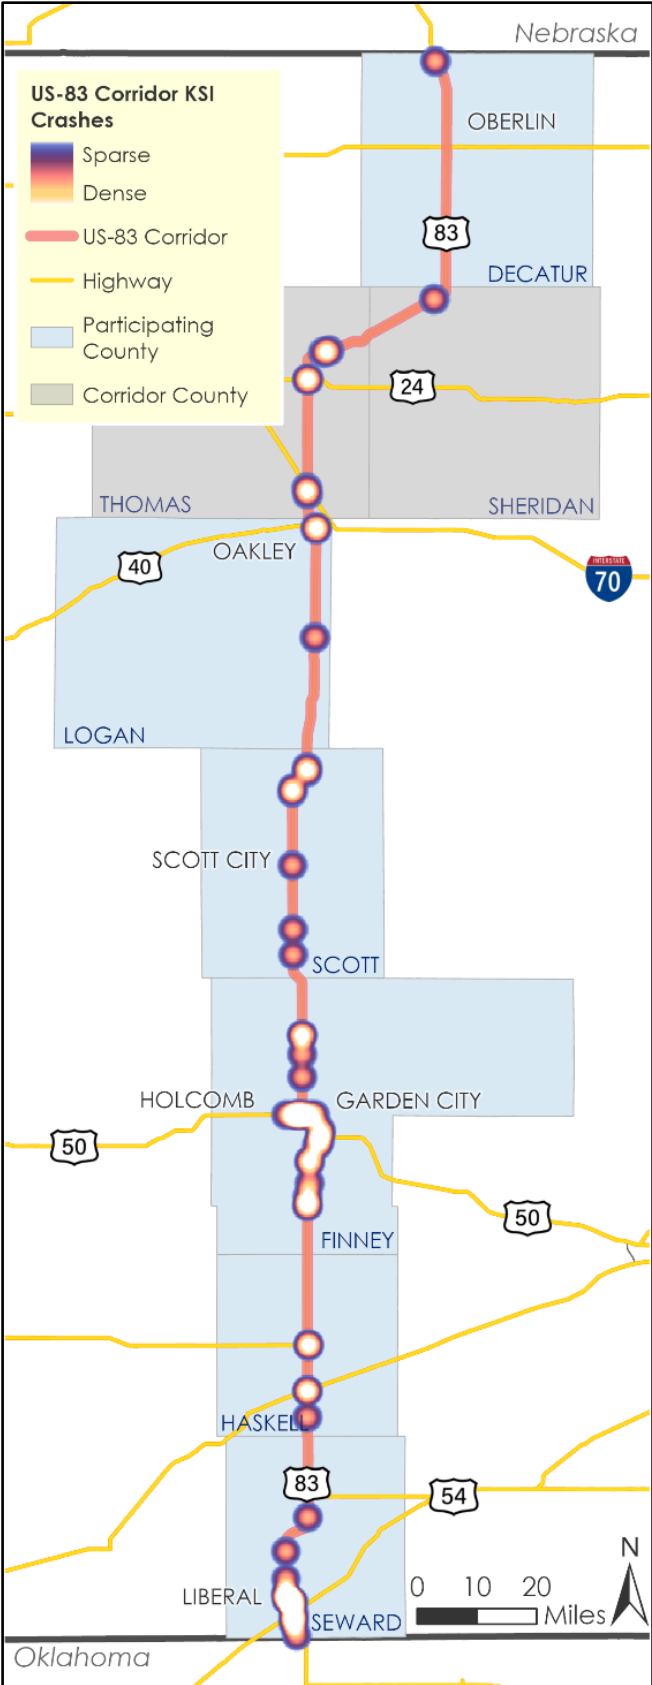 Nebraska
US-83 Corridor KSI
Crashes
Sparse
Dense
US-83 Corridor
Highway
Participating
County
Corridor County
OBERLIN
83
DECATUR
24
THOMAS
SHERIDAN
OAKLEY
40
INTERSTATE
70
LOGAN
SCOTT CITY
SCOTT
HOLCOMB
GARDEN CITY
50
50
FINNEY
HASKELL
83
54
N
0 10 20
Miles
LIBERAL
SEWARD
Oklahoma